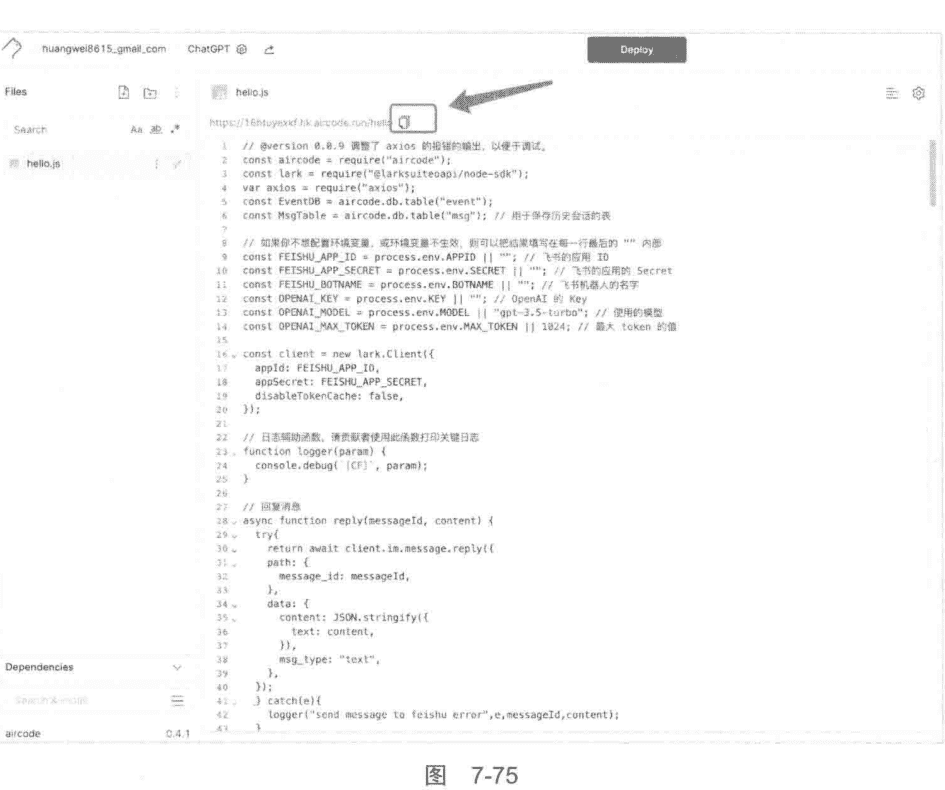 huangwei8615_gmail_com ChatGPT Deploy
Files
hello.js
Search Aa ab .*
hello.js
1 // @version 0.0.9 调整了 axios 的报错的输出，以便于调试。
2 const aircode = require("aircode");
3 const lark = require("@larksuiteoapi/node-sdk");
4 var axios = require("axios");
5 const EventDB = aircode.db.table("event");
6 const MsgTable = aircode.db.table("msg"); // 用于保存历史会话的表
7
8 // 如果你不想配置环境变量，或环境变量不生效，则可以把结果填写在每一行最后的 "" 内部
9 const FEISHU_APP_ID = process.env.APPID || ""; // 飞书的应用 ID
10 const FEISHU_APP_SECRET = process.env.SECRET || ""; // 飞书的应用的 Secret
11 const FEISHU_BOTNAME = process.env.BOTNAME || ""; // 飞书机器人的名字
12 const OPENAI_KEY = process.env.KEY || ""; // OpenAI 的 Key
13 const OPENAI_MODEL = process.env.MODEL || "gpt-3.5-turbo"; // 使用的模型
14 const OPENAI_MAX_TOKEN = process.env.MAX_TOKEN || 1024; // 最大 token 的值
15
16 const client = new lark.Client({
17 appId: FEISHU_APP_ID,
18 appSecret: FEISHU_APP_SECRET,
19 disableTokenCache: false,
20 });
21
22 // 日志辅助函数，请贡献者使用此函数打印关键日志
23 function logger(param) {
24 console.debug(`[CF]`, param);
25 }
26
27 // 回复消息
28 async function reply(messageId, content) {
29 try{
30 return await client.im.message.reply({
31 path: {
32 message_id: messageId,
33 },
34 data: {
35 content: JSON.stringify({
36 text: content,
37 }),
38 msg_type: "text",
39 },
40 });
41 } catch(e){
42 logger("send message to feishu error",e,messageId,content);
43 }
Dependencies
aircode 0.4.1
图 7-75